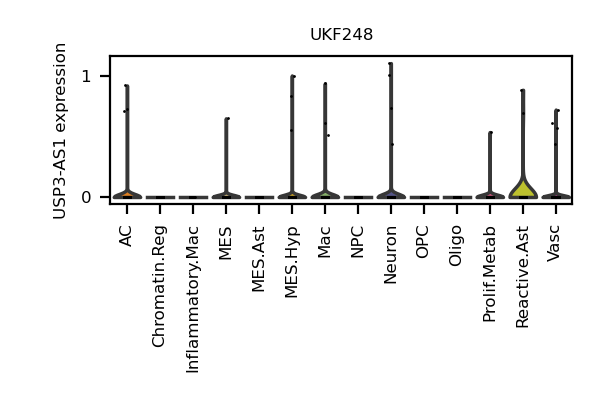 UKF248
USP3-AS1 expression
1
0
AC
Chromatin.Reg
Inflammatory.Mac
MES
MES.Ast
MES.Hyp
Mac
NPC
Neuron
OPC
Oligo
Prolif.Metab
Reactive.Ast
Vasc